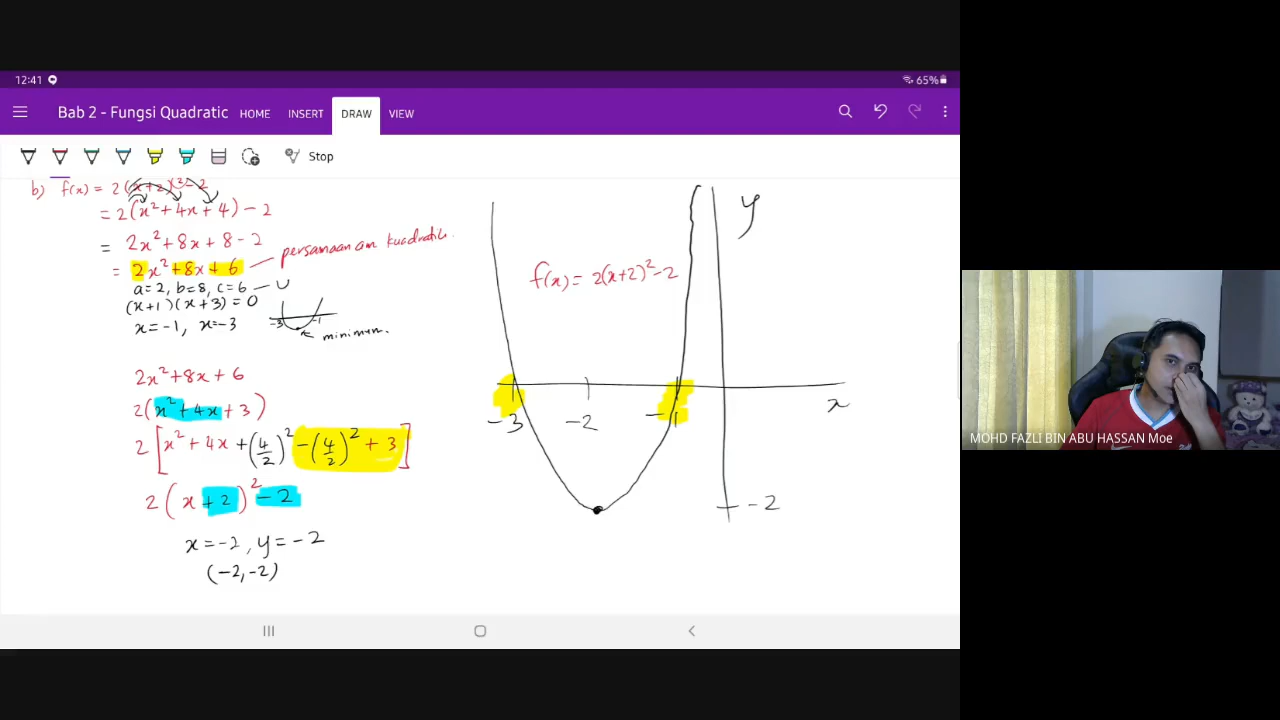 12:41
65%
Bab 2 - Fungsi Quadratic HOME INSERT DRAW VIEW
Stop
b) f(x) = 2(x+2)² - 2
= 2(x² + 4x + 4) - 2
= 2x² + 8x + 8 - 2
= 2x² + 8x + 6 — persamaan am kuadratik.
a = 2, b = 8, c = 6 — ∪
(x+1)(x+3) = 0
x = -1, x = -3
-3 -1
minimum.
2x² + 8x + 6
2(x² + 4x + 3)
2[x² + 4x + (4/2)² - (4/2)² + 3]
2(x + 2)² - 2
x = -2, y = -2
(-2, -2)
y
f(x) = 2(x+2)² - 2
x
-3 -2 -1
-2
MOHD FAZLI BIN ABU HASSAN Moe